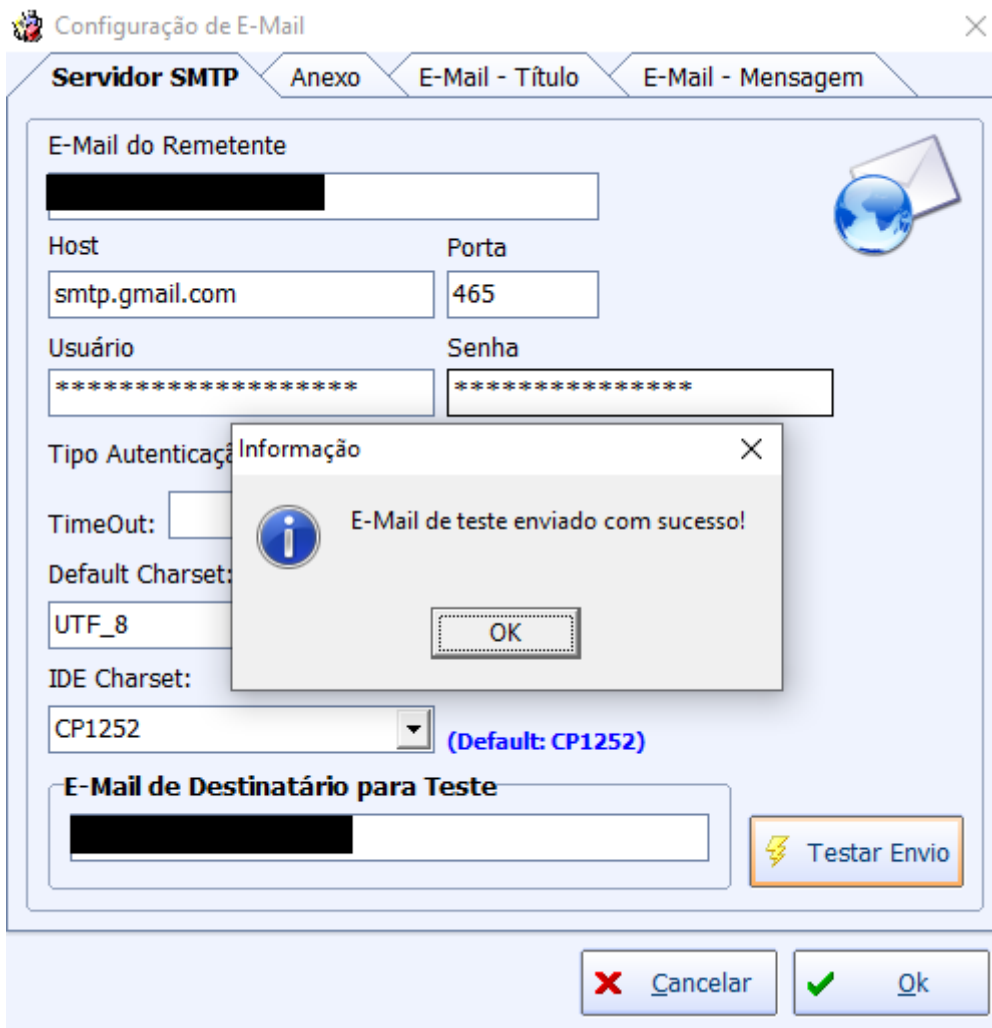 Configuração de E-Mail
Servidor SMTP Anexo E-Mail - Título E-Mail - Mensagem
E-Mail do Remetente
Host Porta
smtp.gmail.com 465
Usuário Senha
******************* ***************
Tipo Autenticaçã
Informação
E-Mail de teste enviado com sucesso!
OK
TimeOut:
Default Charset:
UTF_8
IDE Charset:
CP1252 (Default: CP1252)
E-Mail de Destinatário para Teste
Testar Envio
Cancelar Ok